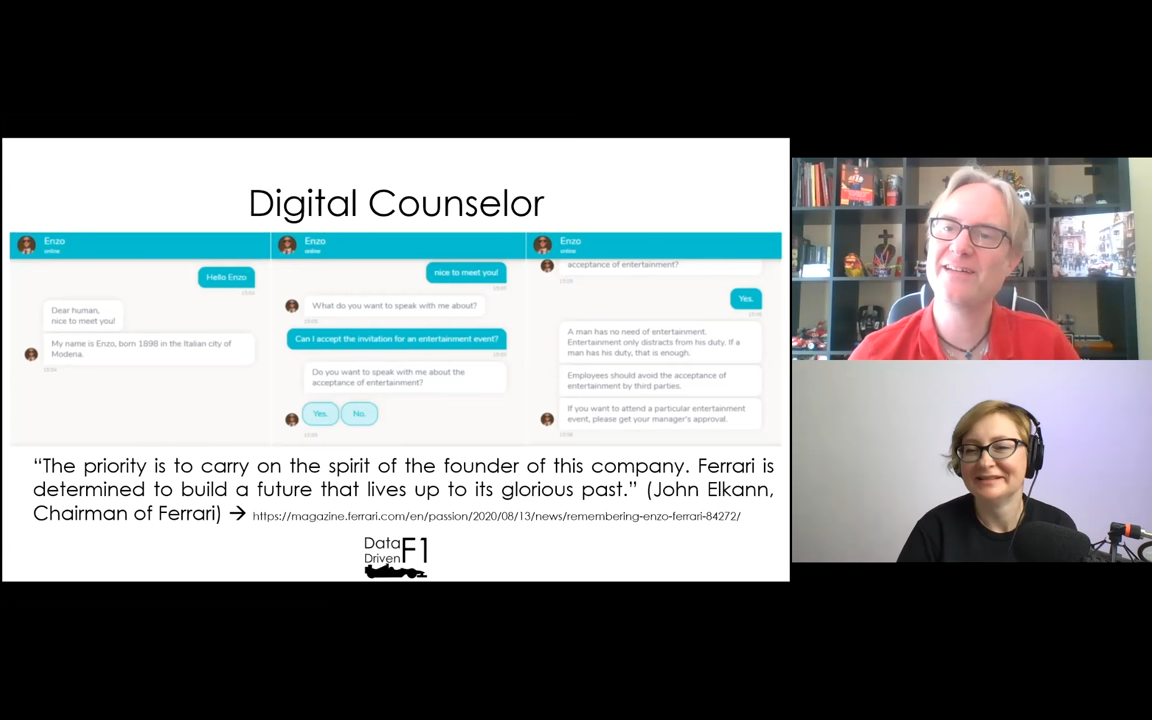 Digital Counselor
Enzo
online
Hello Enzo
Dear human,
nice to meet you!
My name is Enzo, born 1898 in the Italian city of
Modena.
Enzo
online
nice to meet you!
What do you want to speak with me about?
Can I accept the invitation for an entertainment event?
Do you want to speak with me about the
acceptance of entertainment?
Yes.
No.
Enzo
online
acceptance of entertainment?
Yes.
A man has no need of entertainment.
Entertainment only distracts from his duty. If a
man has his duty, that is enough.
Employees should avoid the acceptance of
entertainment by third parties.
If you want to attend a particular entertainment
event, please get your manager's approval.
“The priority is to carry on the spirit of the founder of this company. Ferrari is
determined to build a future that lives up to its glorious past.” (John Elkann,
Chairman of Ferrari) → https://magazine.ferrari.com/en/passion/2020/08/13/news/remembering-enzo-ferrari-84272/
Data
Driven F1